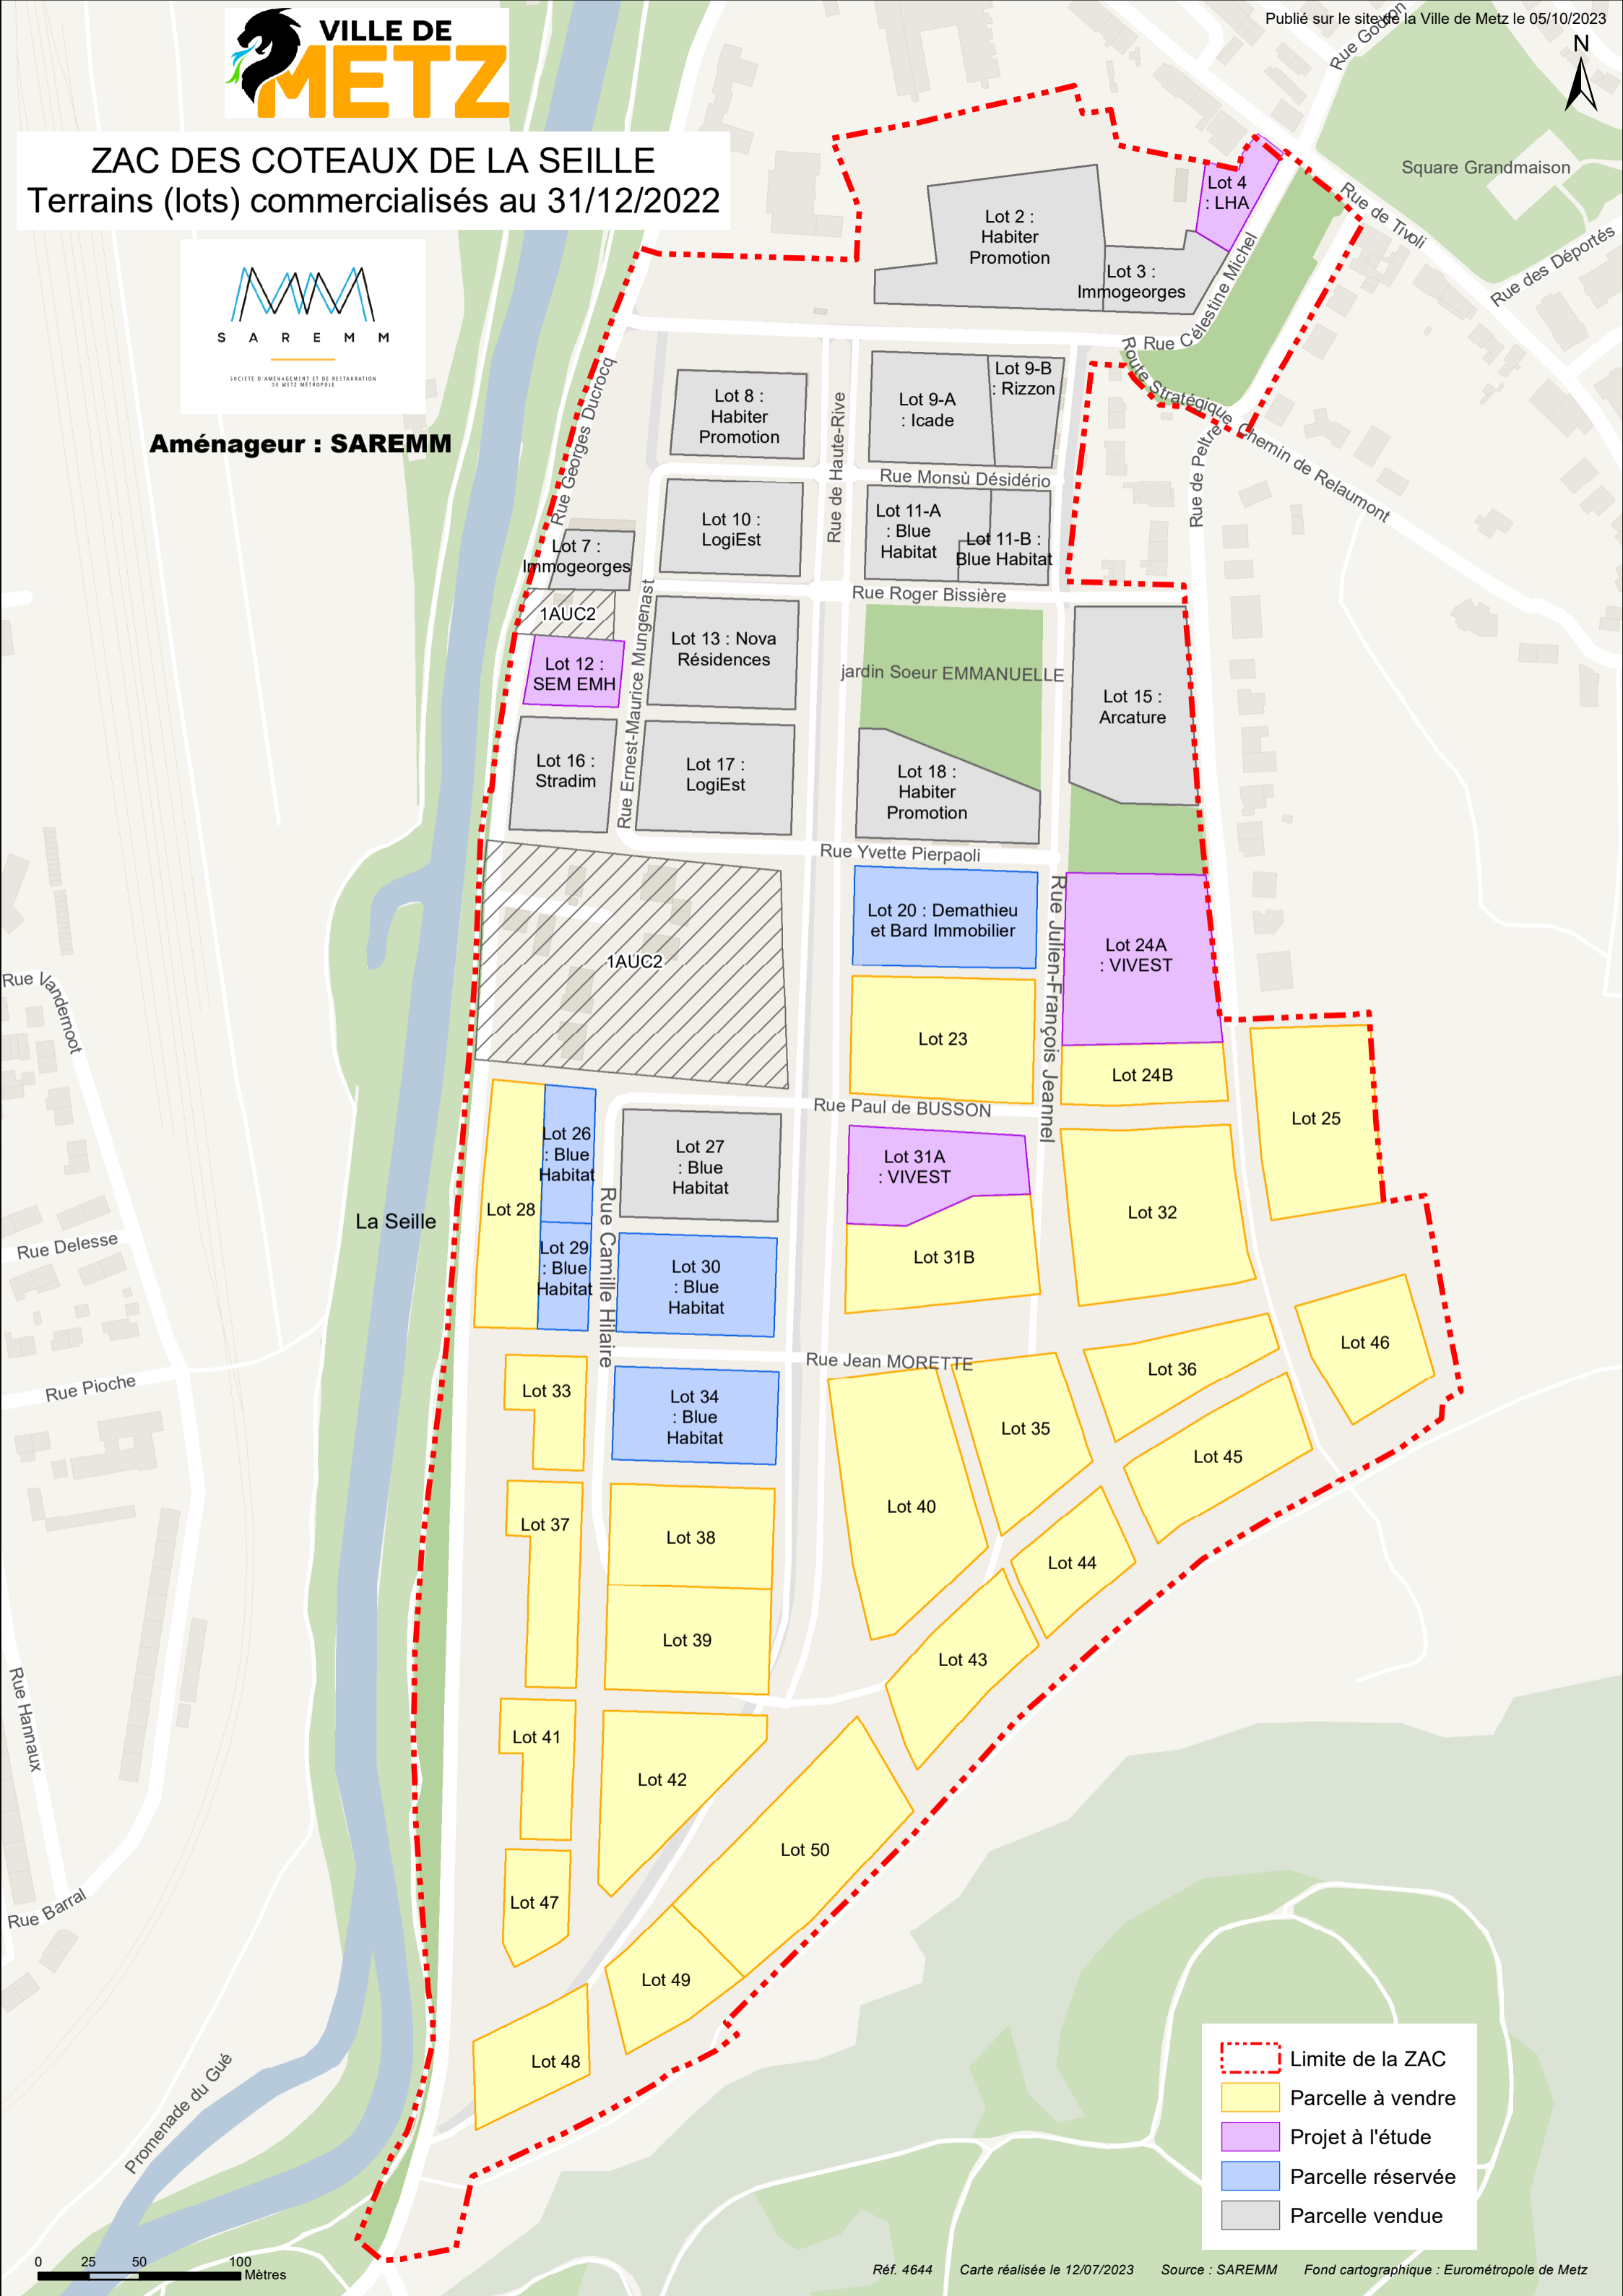 Publié sur le site de la Ville de Metz le 05/10/2023
VILLE DE
METZ
N
ZAC DES COTEAUX DE LA SEILLE
Terrains (lots) commercialisés au 31/12/2022
SAREMM
SOCIÉTÉ D'AMÉNAGEMENT ET DE RESTAURATION
DE METZ MÉTROPOLE
Aménageur : SAREMM
Rue Godron
Square Grandmaison
Rue de Tivoli
Rue des Déportés
Lot 4
: LHA
Lot 2 :
Habiter
Promotion
Lot 3 :
Immogeorges
Rue Célestine Michel
Route Stratégique
Chemin de Relaumont
Rue de Peltre
Rue Georges Ducrocq
Lot 8 :
Habiter
Promotion
Rue de Haute-Rive
Lot 9-A
: Icade
Lot 9-B
: Rizzon
Rue Monsù Désidério
Lot 10 :
LogiEst
Lot 11-A
: Blue
Habitat
Lot 11-B :
Blue Habitat
Lot 7 :
Immogeorges
Rue Roger Bissière
1AUC2
Rue Ernest-Maurice Mungenast
Lot 12 :
SEM EMH
Lot 13 : Nova
Résidences
jardin Soeur EMMANUELLE
Lot 15 :
Arcature
Lot 16 :
Stradim
Lot 17 :
LogiEst
Lot 18 :
Habiter
Promotion
Rue Yvette Pierpaoli
Lot 20 : Demathieu
et Bard Immobilier
Rue Julien-François Jeannel
Lot 24A
: VIVEST
1AUC2
Rue Vandernoot
Lot 23
Lot 24B
Lot 25
Rue Paul de BUSSON
Lot 26
: Blue
Habitat
Lot 27
: Blue
Habitat
Lot 31A
: VIVEST
Lot 28
Lot 32
La Seille
Rue Delesse
Rue Camille Hilaire
Lot 29
: Blue
Habitat
Lot 30
: Blue
Habitat
Lot 31B
Rue Jean MORETTE
Lot 46
Lot 36
Rue Pioche
Lot 33
Lot 34
: Blue
Habitat
Lot 35
Lot 45
Lot 40
Lot 37
Lot 38
Lot 44
Lot 39
Lot 43
Rue Hannaux
Lot 41
Lot 42
Lot 50
Lot 47
Rue Barral
Lot 49
Lot 48
Promenade du Gué
Limite de la ZAC
Parcelle à vendre
Projet à l'étude
Parcelle réservée
Parcelle vendue
0 25 50 100
Mètres
Réf. 4644 Carte réalisée le 12/07/2023 Source : SAREMM Fond cartographique : Eurométropole de Metz